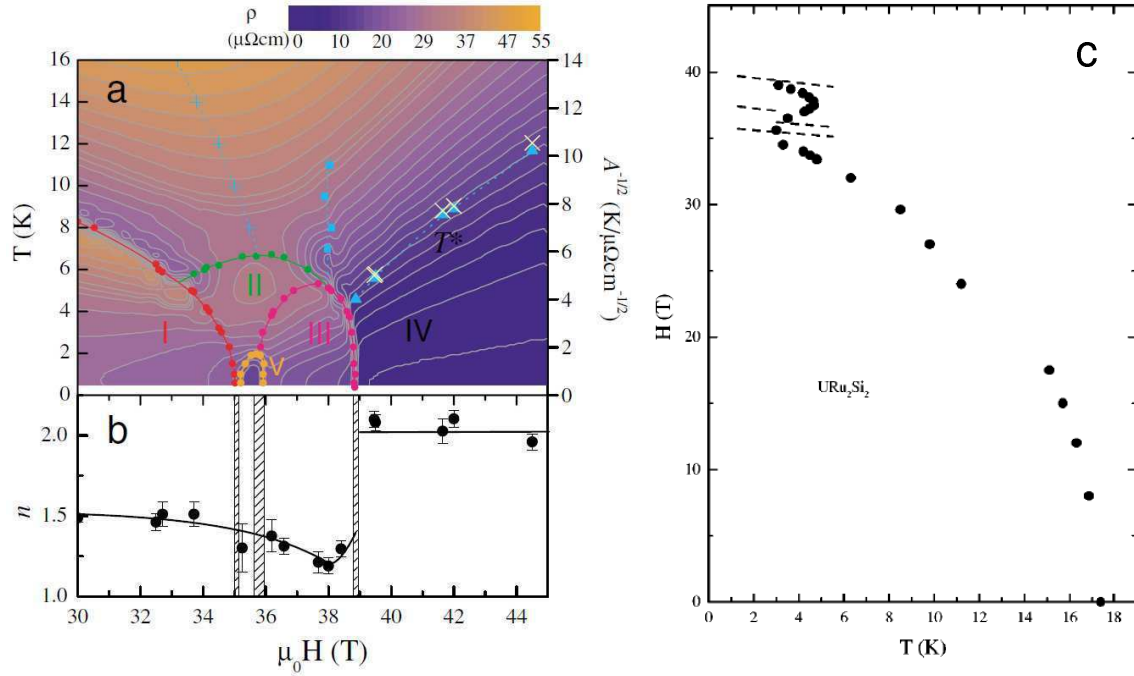 ρ
(μΩcm)
0 10 20 29 37 47 55
a
T (K)
16
14
12
10
8
6
4
2
0
I
II
III
IV
V
T*
14
12
10
8
6
4
2
0
A-1/2 (K/μΩcm-1/2)
b
n
2.0
1.5
1.0
30 32 34 36 38 40 42 44
μ0H (T)
c
H (T)
40
30
20
10
0
URu2Si2
0 2 4 6 8 10 12 14 16 18
T (K)